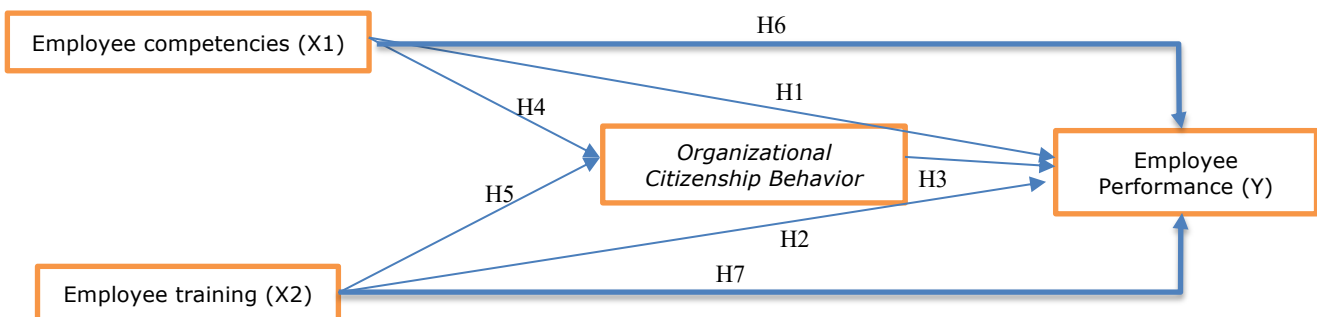 H6
Employee competencies (X1)
H1
H4
Organizational
Citizenship Behavior
Employee
Performance (Y)
H3
H5
H2
H7
Employee training (X2)